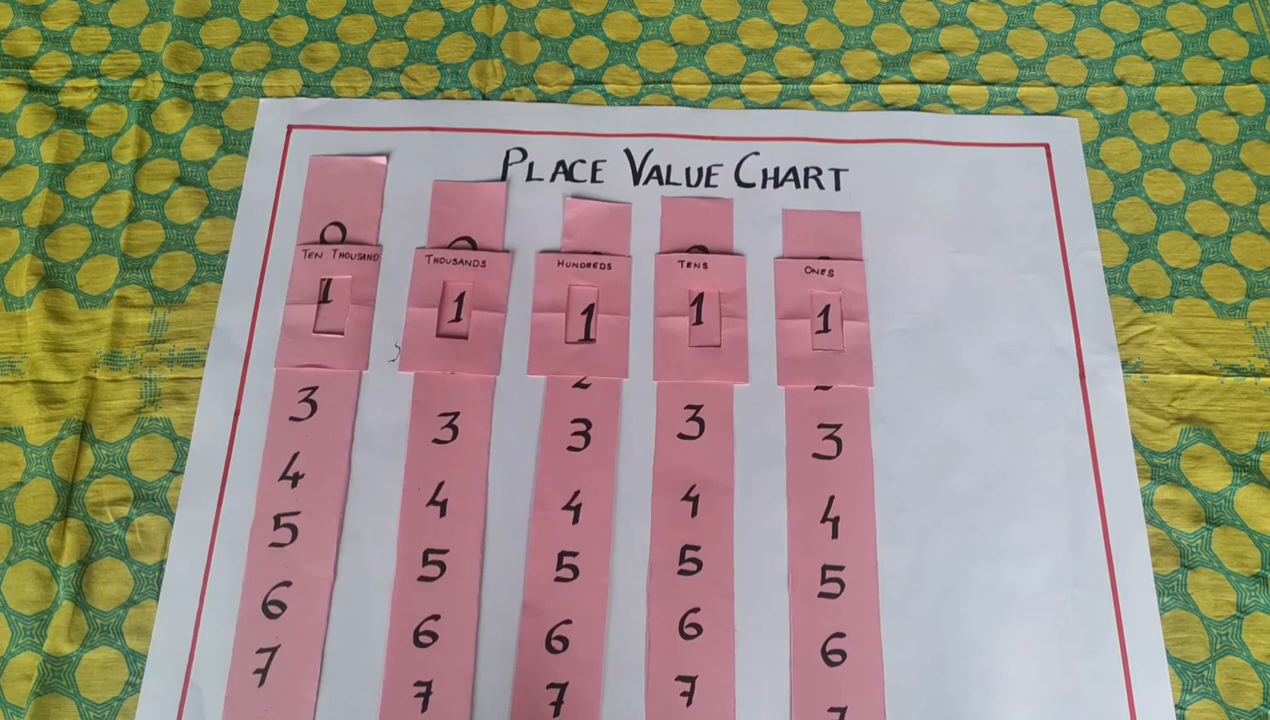 PLACE VALUE CHART
0
TEN THOUSAND THOUSANDS HUNDREDS TENS ONES
1 1 1 1 1
3 3 3 3 3
4 4 4 4 4
5 5 5 5 5
6 6 6 6 6
7 7 7 7